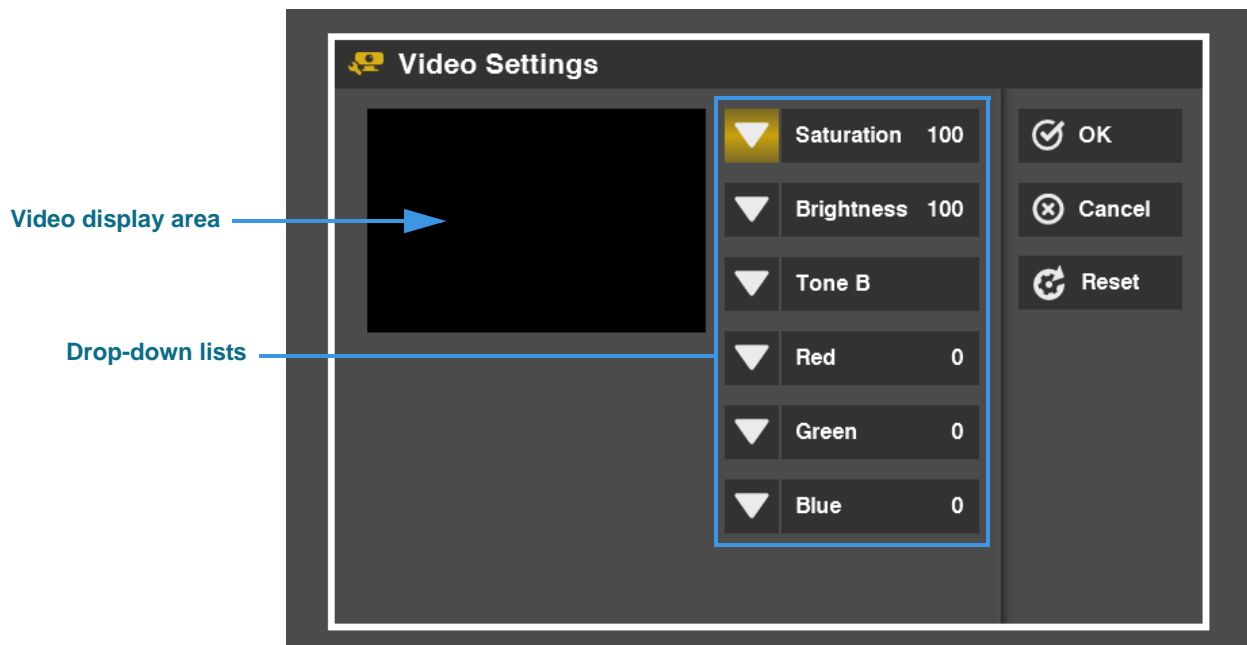 Video Settings
Video display area
Drop-down lists
Saturation 100
Brightness 100
Tone B
Red 0
Green 0
Blue 0
OK
Cancel
Reset